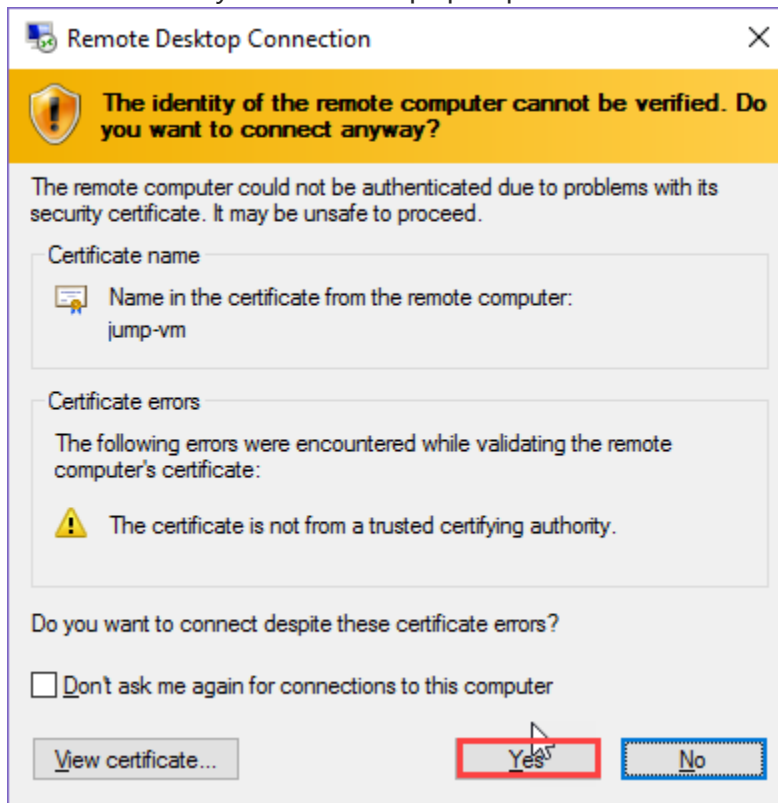 Remote Desktop Connection
The identity of the remote computer cannot be verified. Do
you want to connect anyway?
The remote computer could not be authenticated due to problems with its
security certificate. It may be unsafe to proceed.
Certificate name
Name in the certificate from the remote computer:
jump-vm
Certificate errors
The following errors were encountered while validating the remote
computer's certificate:
The certificate is not from a trusted certifying authority.
Do you want to connect despite these certificate errors?
Don't ask me again for connections to this computer
View certificate... Yes No